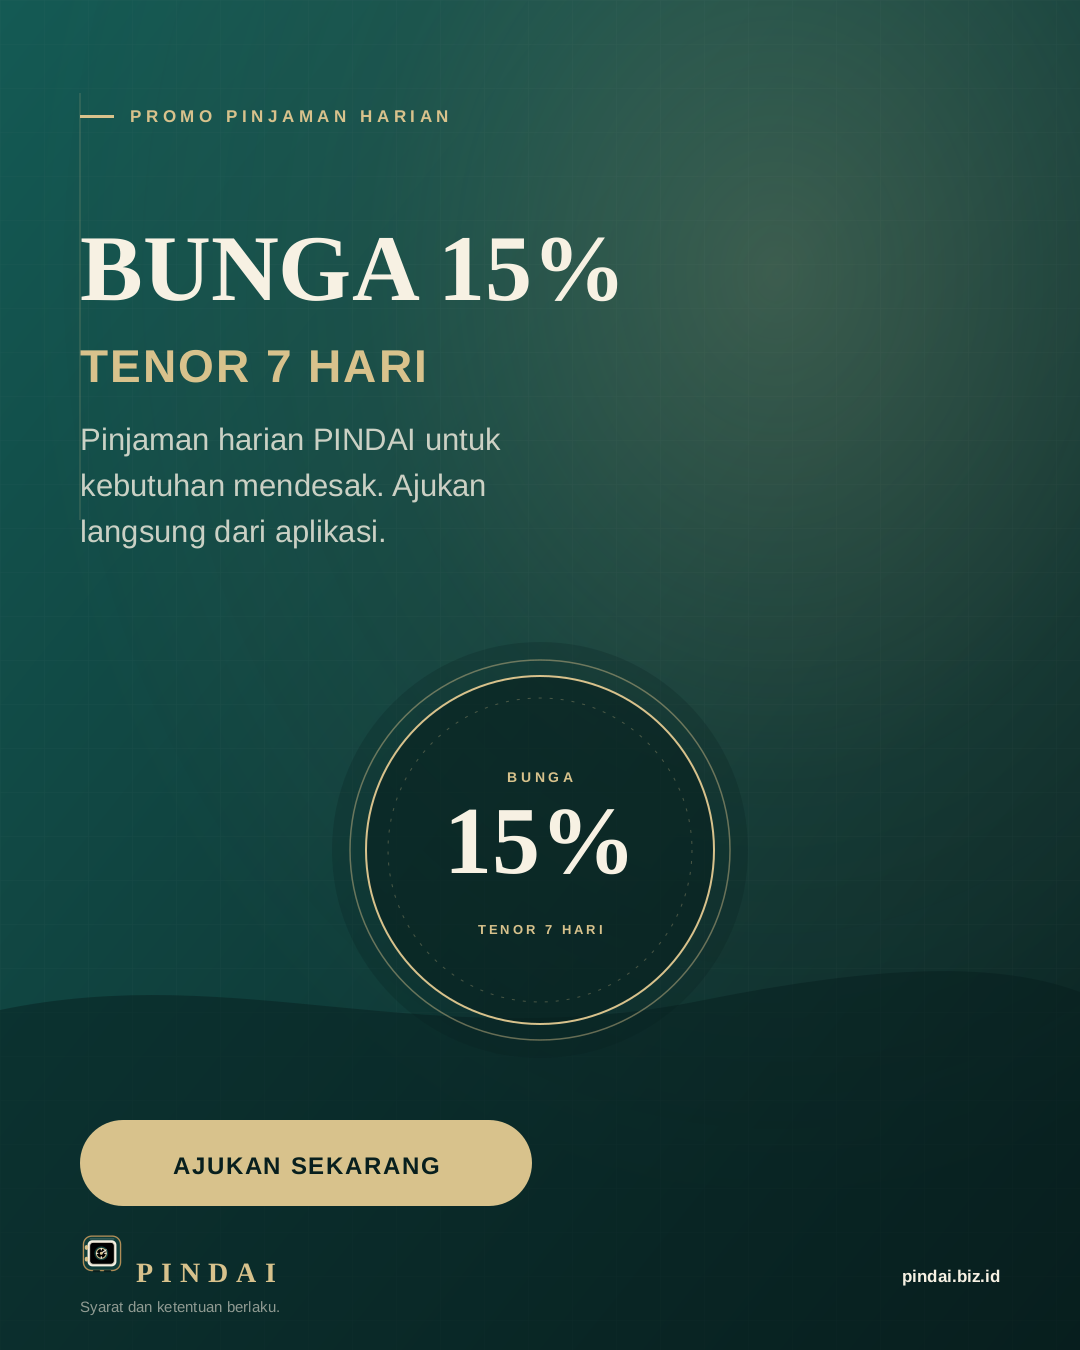 PROMO PINJAMAN HARIAN
BUNGA 15%
TENOR 7 HARI
Pinjaman harian PINDAI untuk
kebutuhan mendesak. Ajukan
langsung dari aplikasi.
BUNGA
15%
TENOR 7 HARI
AJUKAN SEKARANG
PINDAI
pindai.biz.id
Syarat dan ketentuan berlaku.